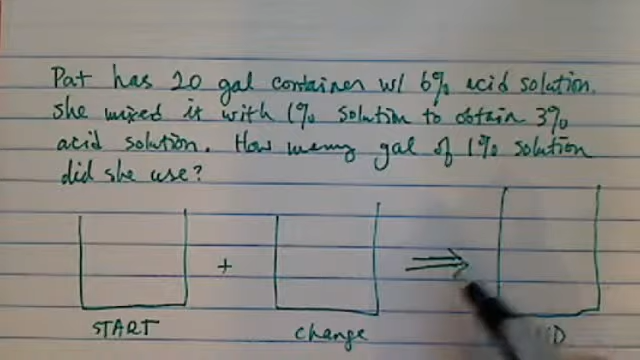 Pat has 20 gal container w/ 6% acid solution.
She mixed it with 1% solution to obtain 3%
acid solution. How many gal of 1% solution
did she use?
+
START
change